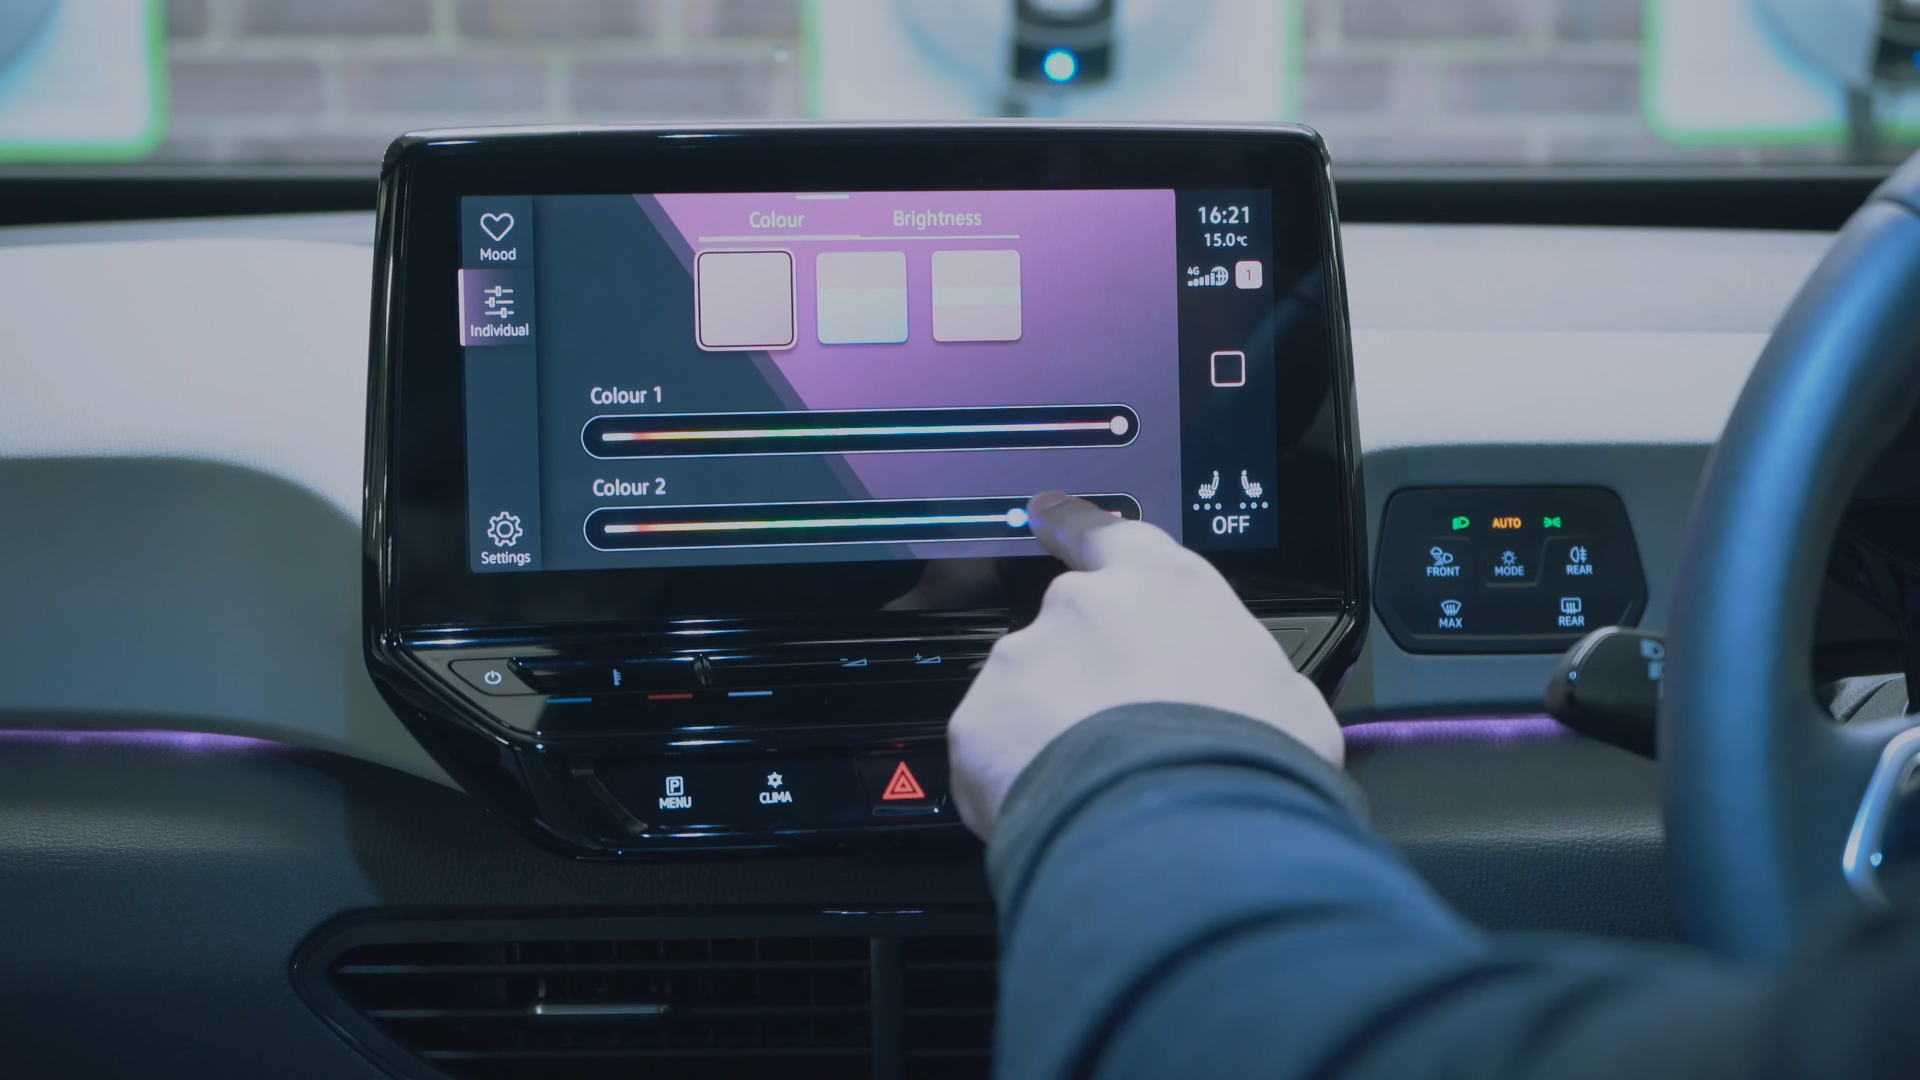 Colour Brightness
16:21
15.0°C
4G 1
Mood
Individual
Colour 1
Colour 2
Settings
OFF
AUTO
FRONT MODE REAR
MAX REAR
P
MENU CLIMA